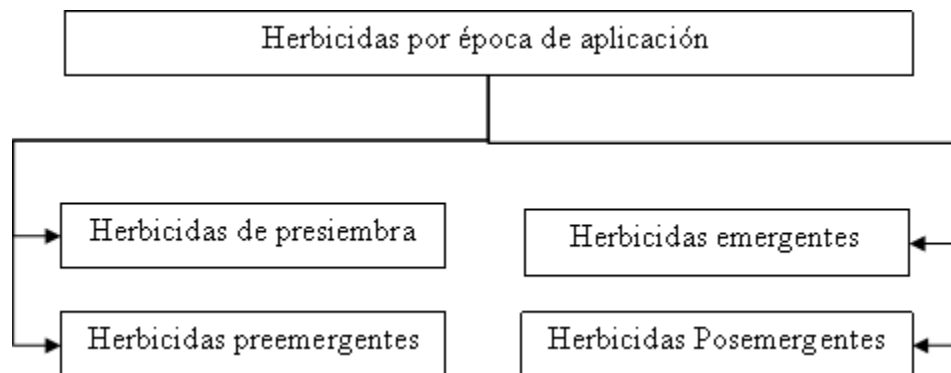 Herbicidas por época de aplicación
Herbicidas de presiembra
Herbicidas emergentes
Herbicidas preemergentes
Herbicidas Posemergentes